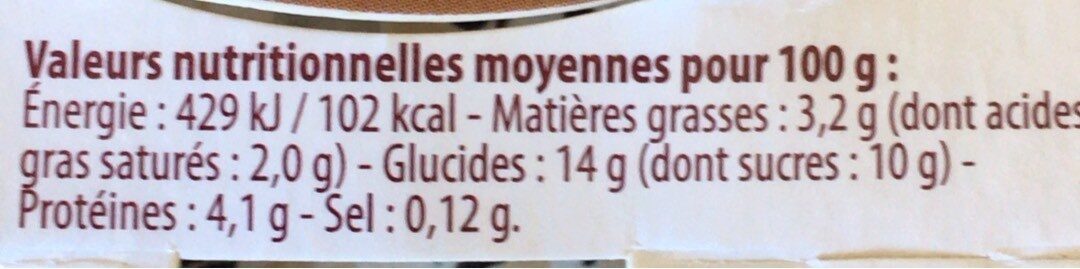 Valeurs nutritionnelles moyennes pour 100 g :
Énergie : 429 kJ / 102 kcal - Matières grasses : 3,2 g (dont acides
gras saturés : 2,0 g) - Glucides : 14 g (dont sucres : 10 g) -
Protéines : 4,1 g - Sel : 0,12 g.